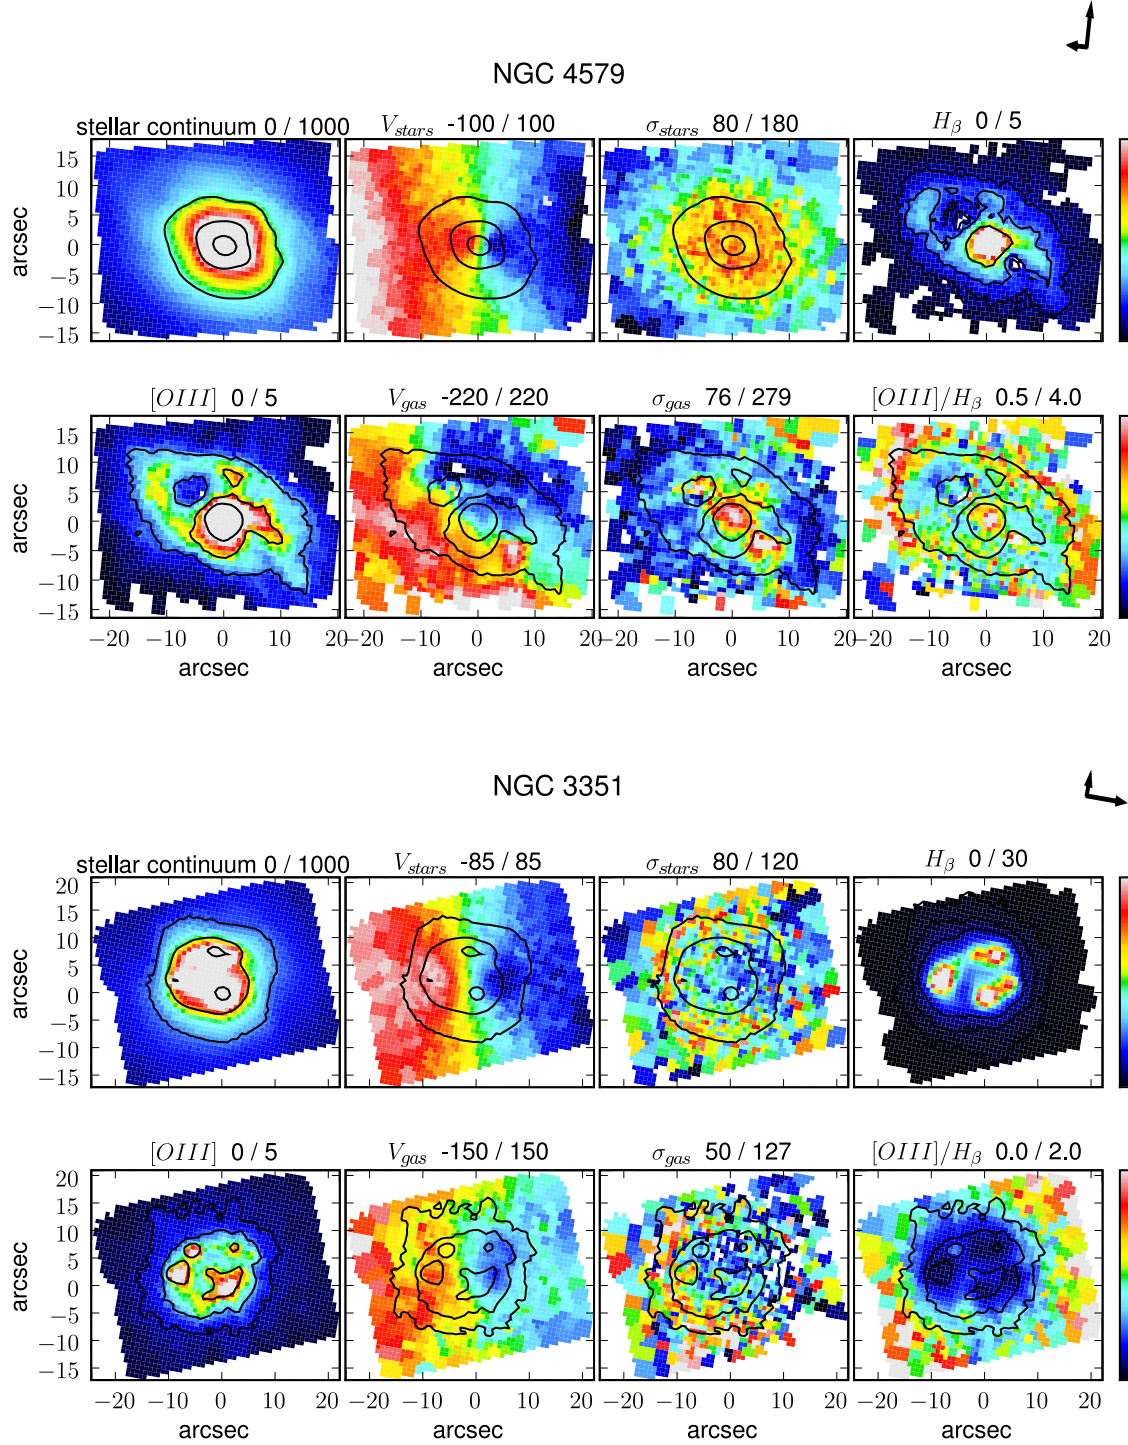 NGC 4579
stellar continuum 0 / 1000 V_stars -100 / 100 σ_stars 80 / 180 H_β 0 / 5
15
10
5
0
−5
−10
−15
arcsec
[OIII] 0 / 5 V_gas -220 / 220 σ_gas 76 / 279 [OIII]/H_β 0.5 / 4.0
15
10
5
0
−5
−10
−15
arcsec
−20 −10 0 10 20 −20 −10 0 10 20 −20 −10 0 10 20 −20 −10 0 10 20
arcsec arcsec arcsec arcsec
NGC 3351
stellar continuum 0 / 1000 V_stars -85 / 85 σ_stars 80 / 120 H_β 0 / 30
20
15
10
5
0
−5
−10
−15
arcsec
[OIII] 0 / 5 V_gas -150 / 150 σ_gas 50 / 127 [OIII]/H_β 0.0 / 2.0
20
15
10
5
0
−5
−10
−15
arcsec
−20 −10 0 10 20 −20 −10 0 10 20 −20 −10 0 10 20 −20 −10 0 10 20
arcsec arcsec arcsec arcsec